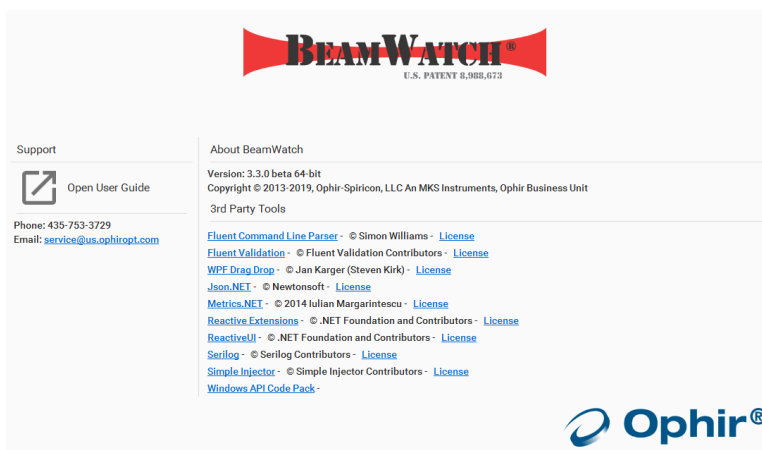 BEAMWATCH®
U.S. PATENT 8,988,673
Support
Open User Guide
Phone: 435-753-3729
Email: service@us.ophiropt.com
About BeamWatch
Version: 3.3.0 beta 64-bit
Copyright © 2013-2019, Ophir-Spiricon, LLC An MKS Instruments, Ophir Business Unit
3rd Party Tools
Fluent Command Line Parser - © Simon Williams - License
Fluent Validation - © Fluent Validation Contributors - License
WPF Drag Drop - © Jan Karger (Steven Kirk) - License
Json.NET - © Newtonsoft - License
Metrics.NET - © 2014 Iulian Margarintescu - License
Reactive Extensions - © .NET Foundation and Contributors - License
ReactiveUI - © .NET Foundation and Contributors - License
Serilog - © Serilog Contributors - License
Simple Injector - © Simple Injector Contributors - License
Windows API Code Pack -
Ophir®